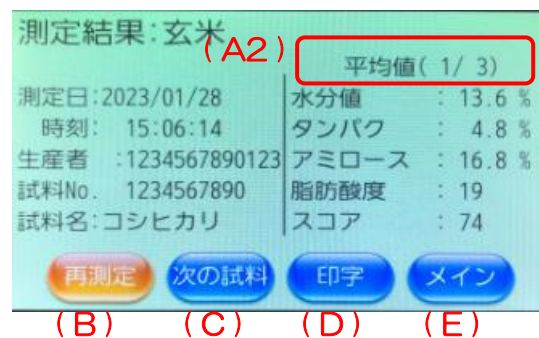 測定結果:玄米
(A2)
平均値( 1/ 3)
測定日:2023/01/28
時刻: 15:06:14
生産者 :1234567890123
試料No. 1234567890
試料名:コシヒカリ
水分値 : 13.6 %
タンパク : 4.8 %
アミロース : 16.8 %
脂肪酸度 : 19
スコア : 74
再測定 次の試料 印字 メイン
(B) (C) (D) (E)